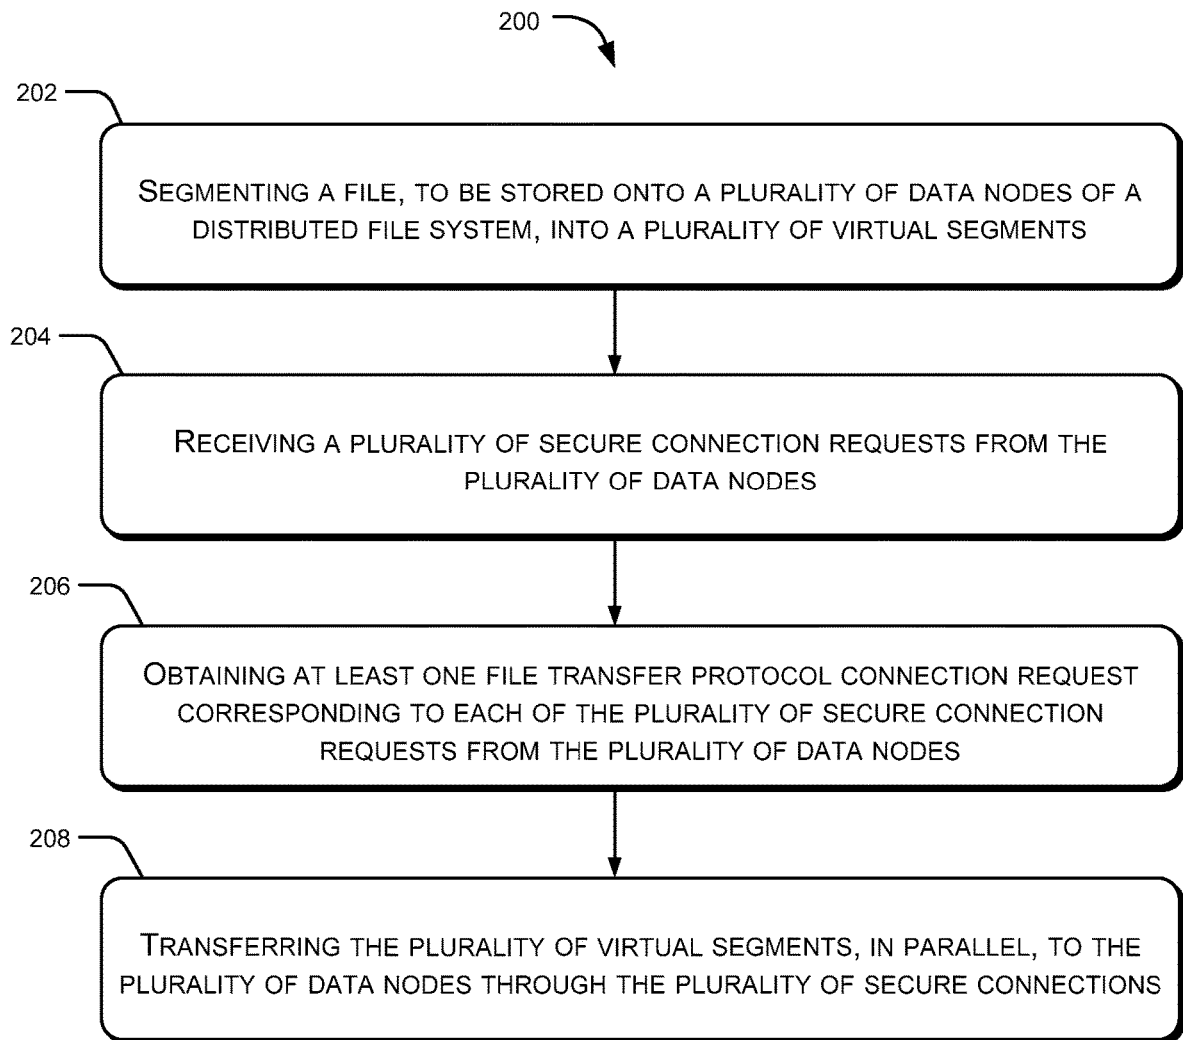 200
202
SEGMENTING A FILE, TO BE STORED ONTO A PLURALITY OF DATA NODES OF A
DISTRIBUTED FILE SYSTEM, INTO A PLURALITY OF VIRTUAL SEGMENTS
204
RECEIVING A PLURALITY OF SECURE CONNECTION REQUESTS FROM THE
PLURALITY OF DATA NODES
206
OBTAINING AT LEAST ONE FILE TRANSFER PROTOCOL CONNECTION REQUEST
CORRESPONDING TO EACH OF THE PLURALITY OF SECURE CONNECTION
REQUESTS FROM THE PLURALITY OF DATA NODES
208
TRANSFERRING THE PLURALITY OF VIRTUAL SEGMENTS, IN PARALLEL, TO THE
PLURALITY OF DATA NODES THROUGH THE PLURALITY OF SECURE CONNECTIONS